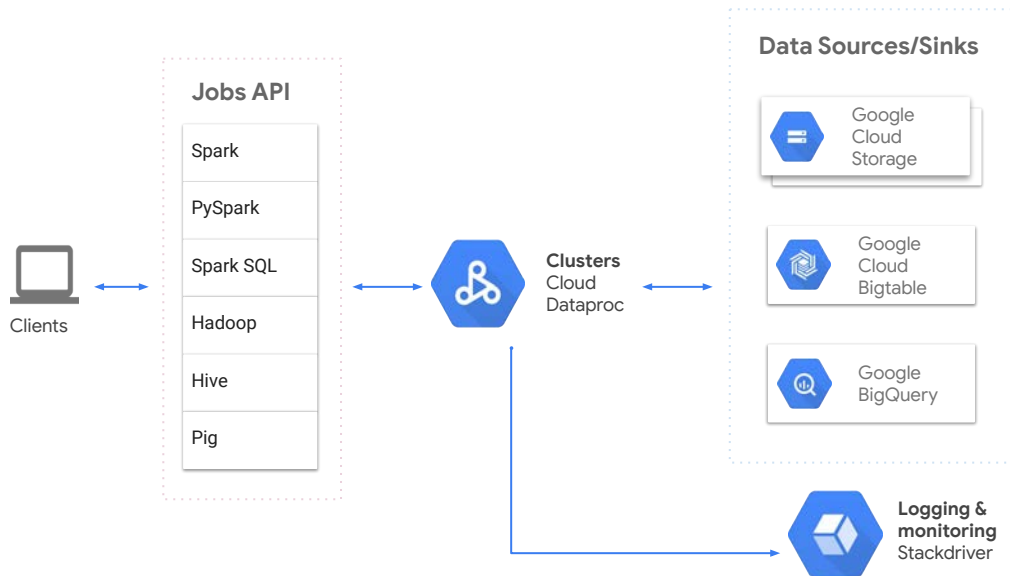 Data Sources/Sinks
Jobs API
Spark
PySpark
Spark SQL
Hadoop
Hive
Pig
Clients
Clusters
Cloud
Dataproc
Google
Cloud
Storage
Google
Cloud
Bigtable
Google
BigQuery
Logging &
monitoring
Stackdriver